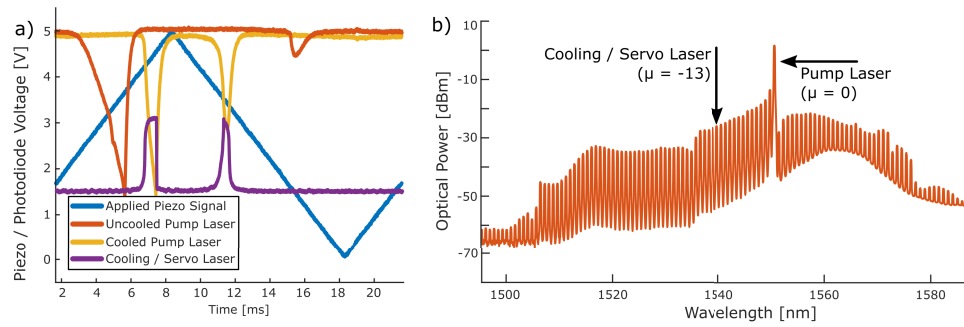 a)
Piezo / Photodiode Voltage [V]
5
4
3
2
1
0
Applied Piezo Signal
Uncooled Pump Laser
Cooled Pump Laser
Cooling / Servo Laser
2 4 6 8 10 12 14 16 18 20
Time [ms]
b)
Optical Power [dBm]
10
-10
-30
-50
-70
Cooling / Servo Laser
(μ = -13)
Pump Laser
(μ = 0)
1500 1520 1540 1560 1580
Wavelength [nm]